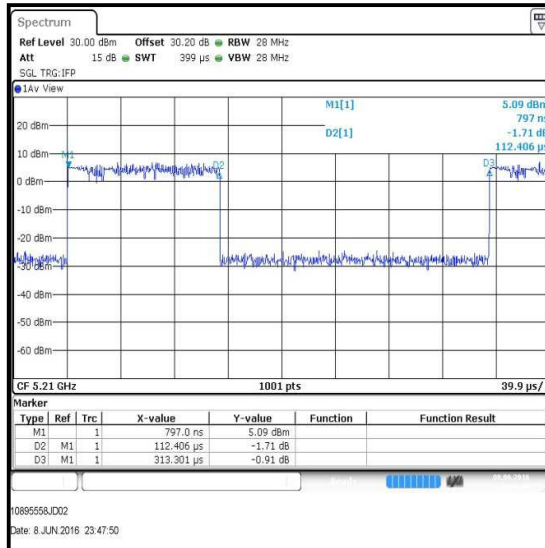 Spectrum
Ref Level 30.00 dBm Offset 30.20 dB RBW 28 MHz
Att 15 dB SWT 399 µs VBW 28 MHz
SGL TRG:IFP
1Av View
M1[1] 5.09 dBm
797 ns
D2[1] -1.71 dB
112.406 µs
20 dBm
10 dBm
M1 D2 D3
0 dBm
-10 dBm
-20 dBm
-30 dBm
-50 dBm
-60 dBm
CF 5.21 GHz 1001 pts 39.9 µs/
Marker
Type Ref Trc X-value Y-value Function Function Result
M1 1 797.0 ns 5.09 dBm
D2 M1 1 112.406 µs -1.71 dB
D3 M1 1 313.301 µs -0.91 dB
10895558JD02
Date: 8.JUN.2016 23:47:50